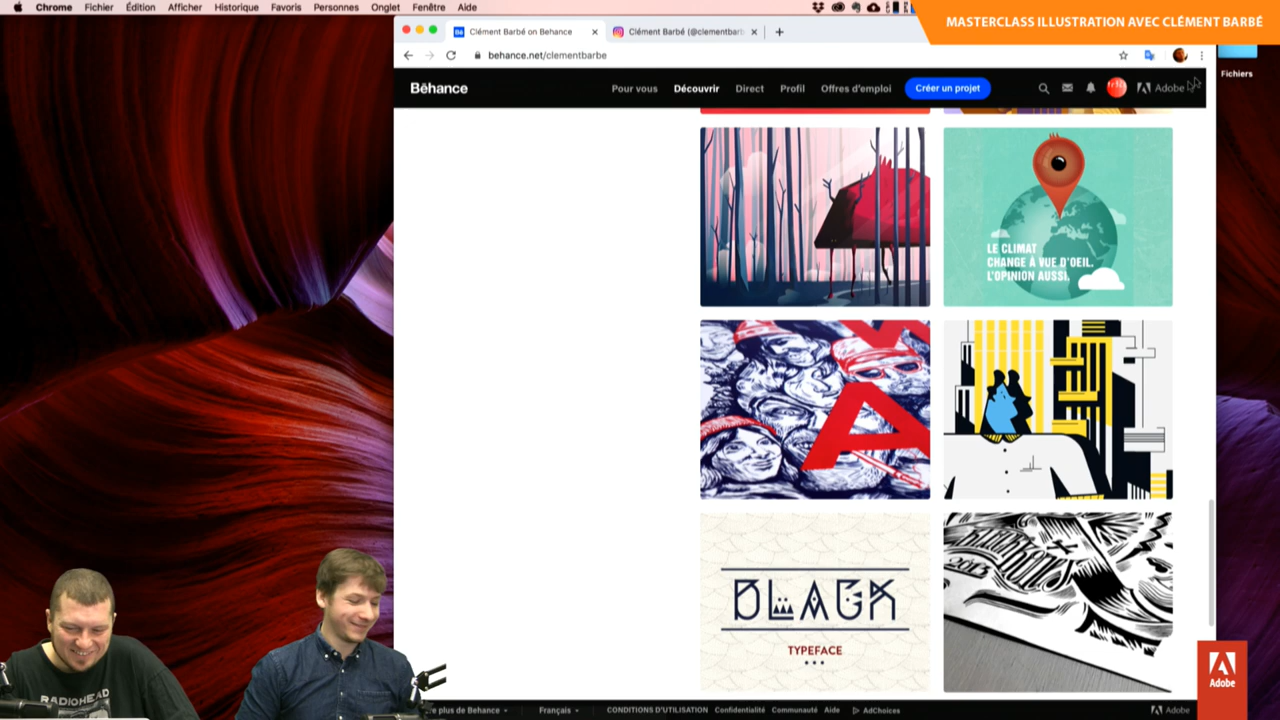 Chrome Fichier Édition Afficher Historique Favoris Personnes Onglet Fenêtre Aide
MASTERCLASS ILLUSTRATION AVEC CLÉMENT BARBÉ
Clément Barbé on Behance
Clément Barbé (@clementbarb
behance.net/clementbarbe
Fichiers
Bēhance
Pour vous Découvrir Direct Profil Offres d'emploi Créer un projet
Adobe
LE CLIMAT
CHANGE À VUE D'OEIL.
L'OPINION AUSSI.
BLACK
TYPEFACE
2013
RADIOHEAD
Adobe
e plus de Behance Français CONDITIONS D'UTILISATION Confidentialité Communauté Aide AdChoices Adobe